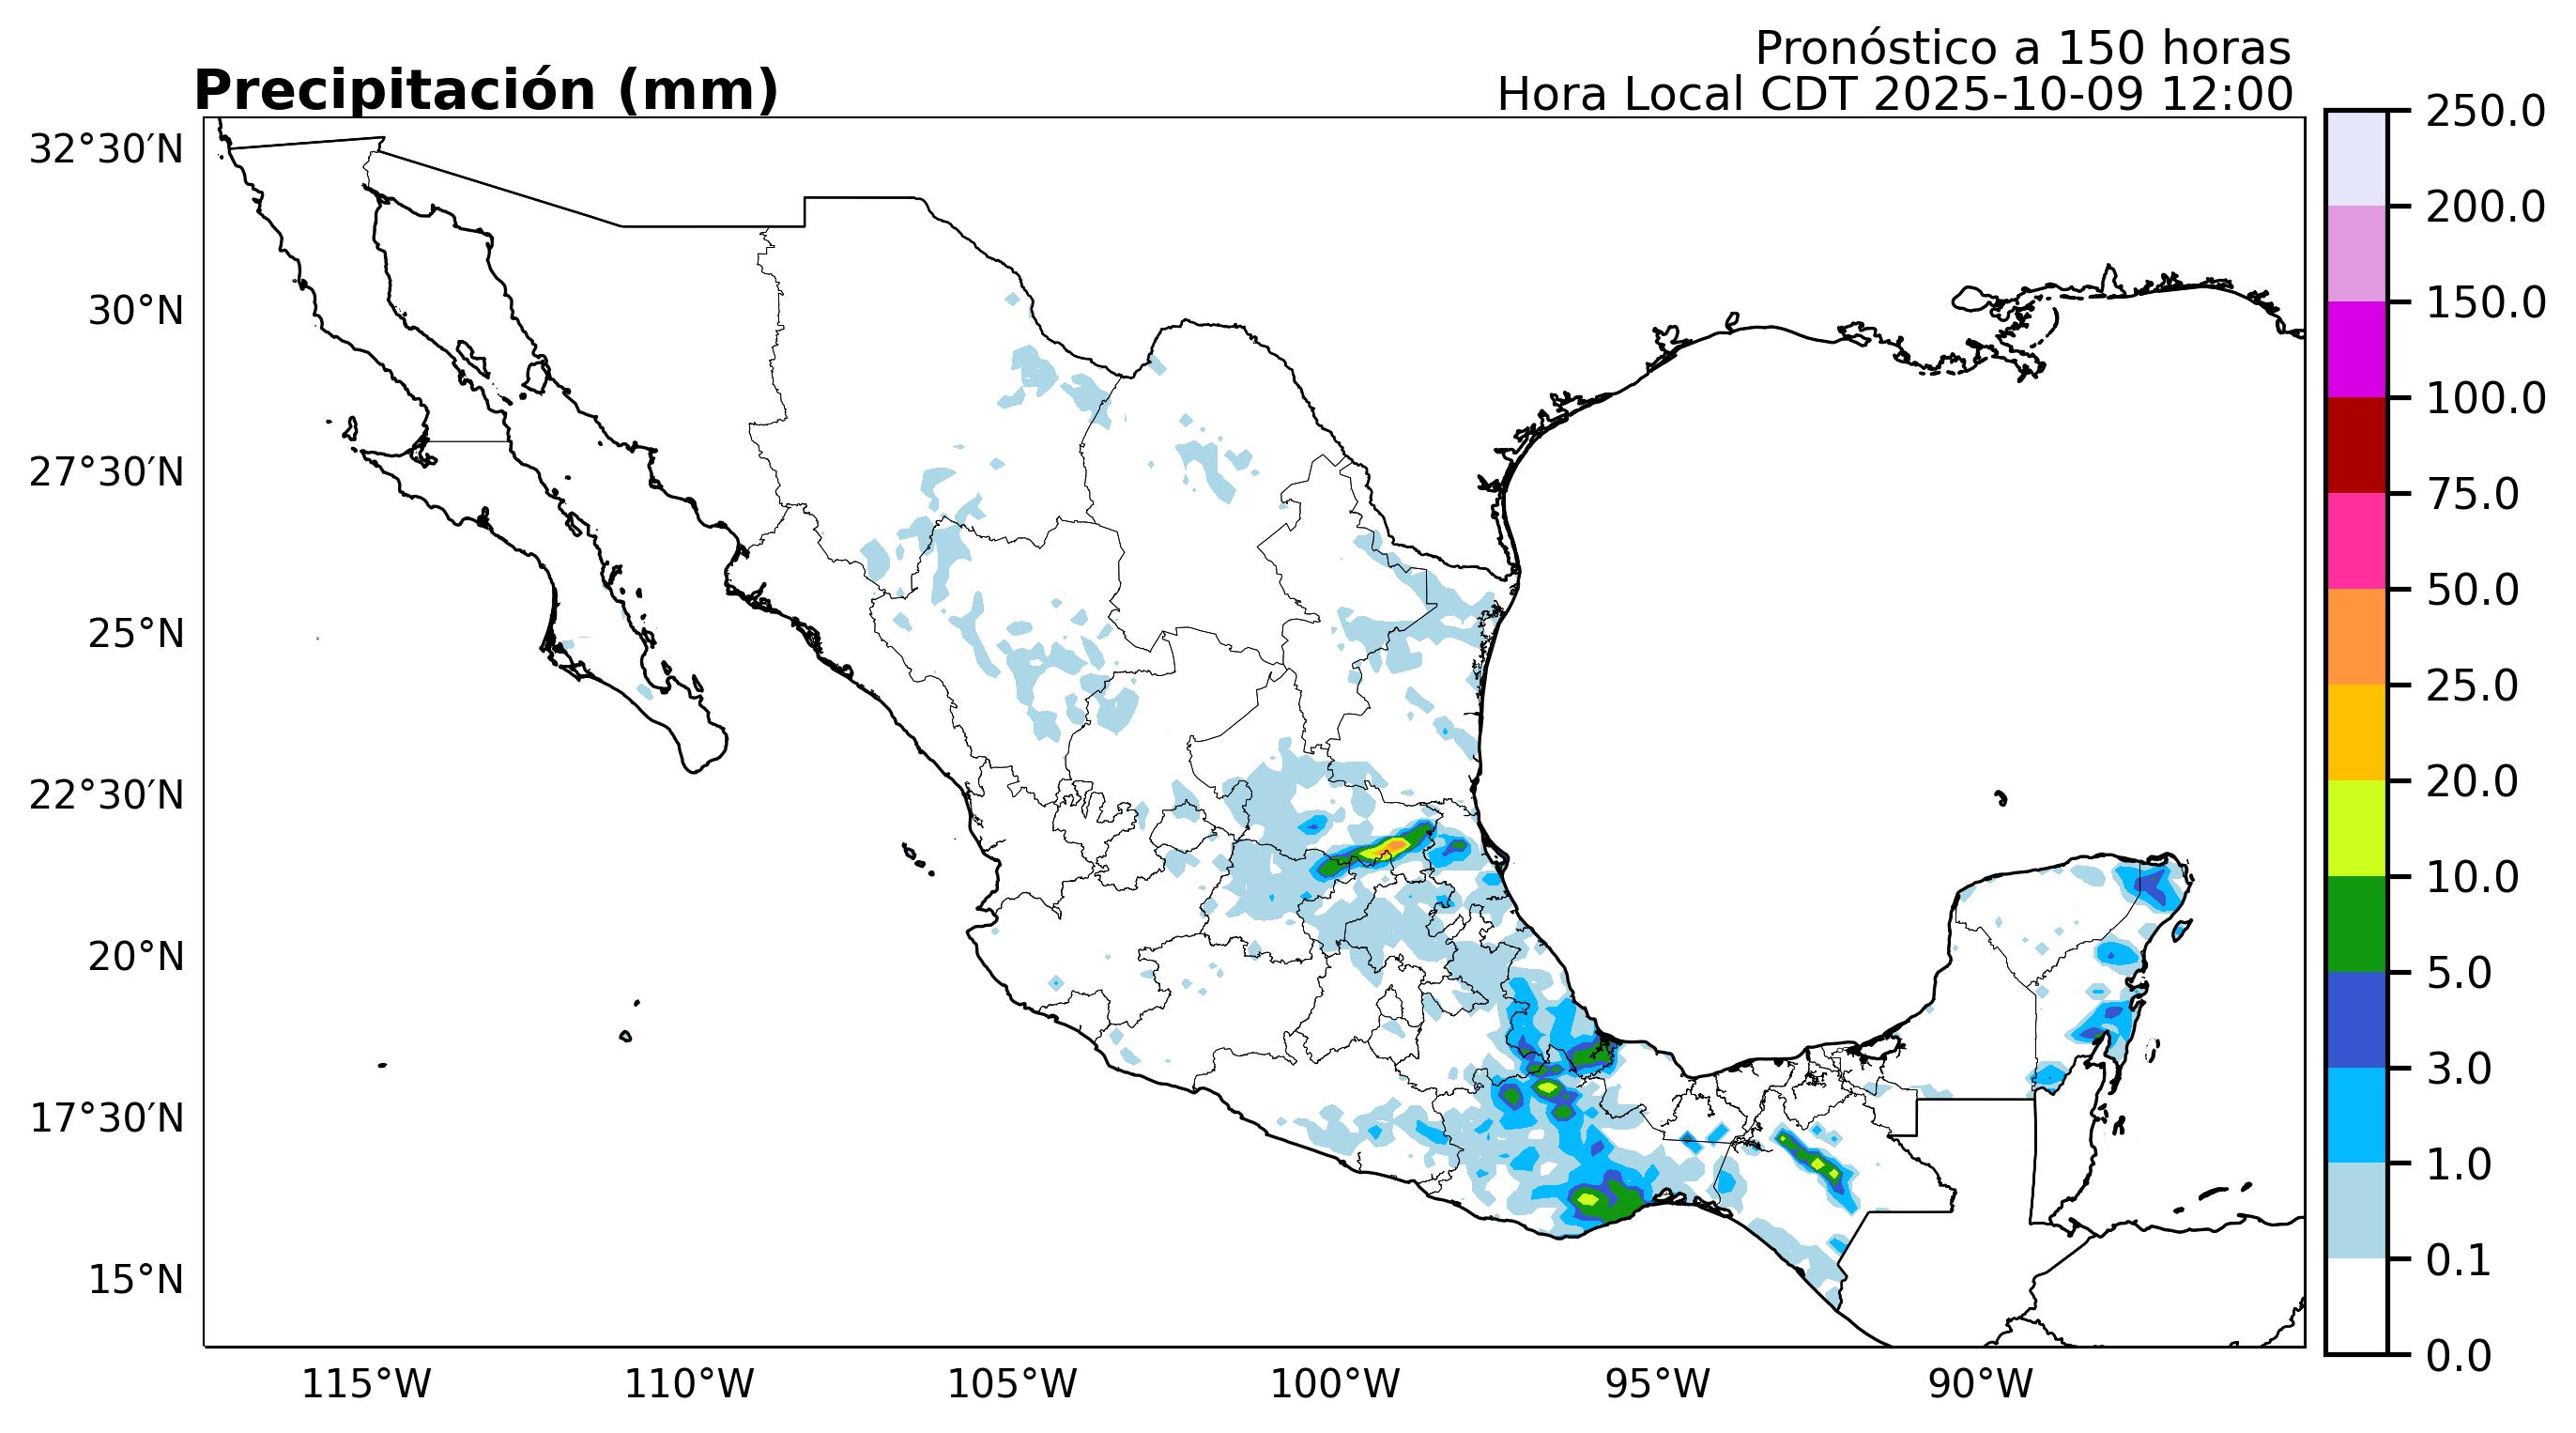 Pronóstico a 150 horas
Precipitación (mm)
Hora Local CDT 2025-10-09 12:00
32°30′N
30°N
27°30′N
25°N
22°30′N
20°N
17°30′N
15°N
115°W
110°W
105°W
100°W
95°W
90°W
250.0
200.0
150.0
100.0
75.0
50.0
25.0
20.0
10.0
5.0
3.0
1.0
0.1
0.0